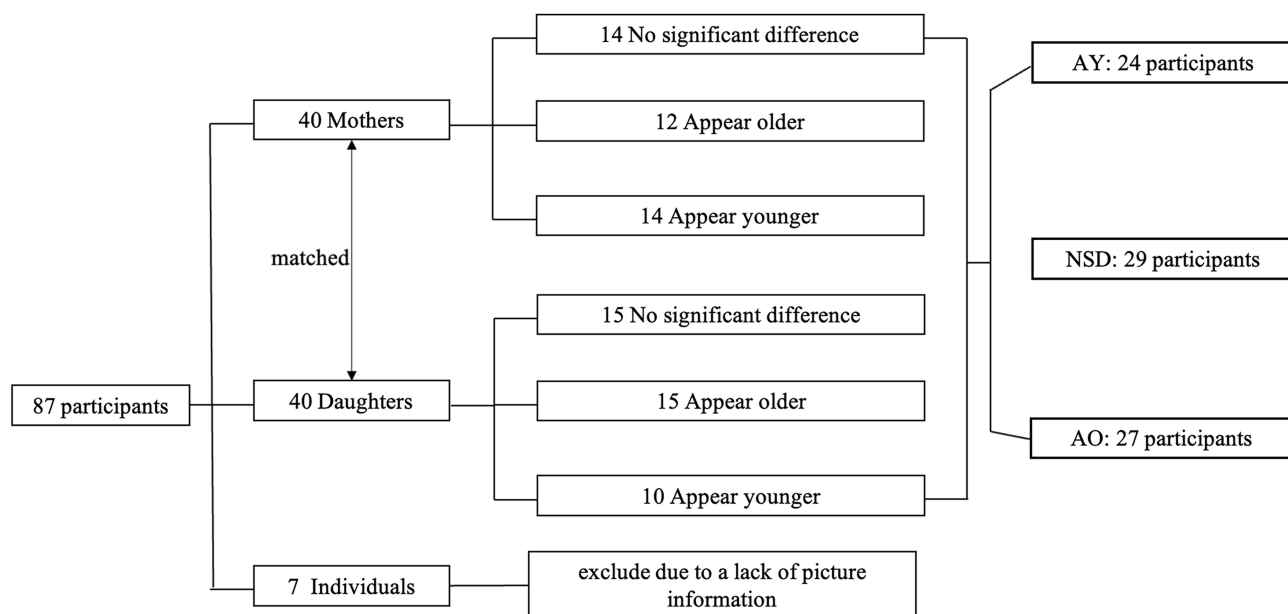 14 No significant difference
AY: 24 participants
40 Mothers
12 Appear older
14 Appear younger
matched
NSD: 29 participants
15 No significant difference
87 participants
40 Daughters
15 Appear older
AO: 27 participants
10 Appear younger
7 Individuals
exclude due to a lack of picture
information